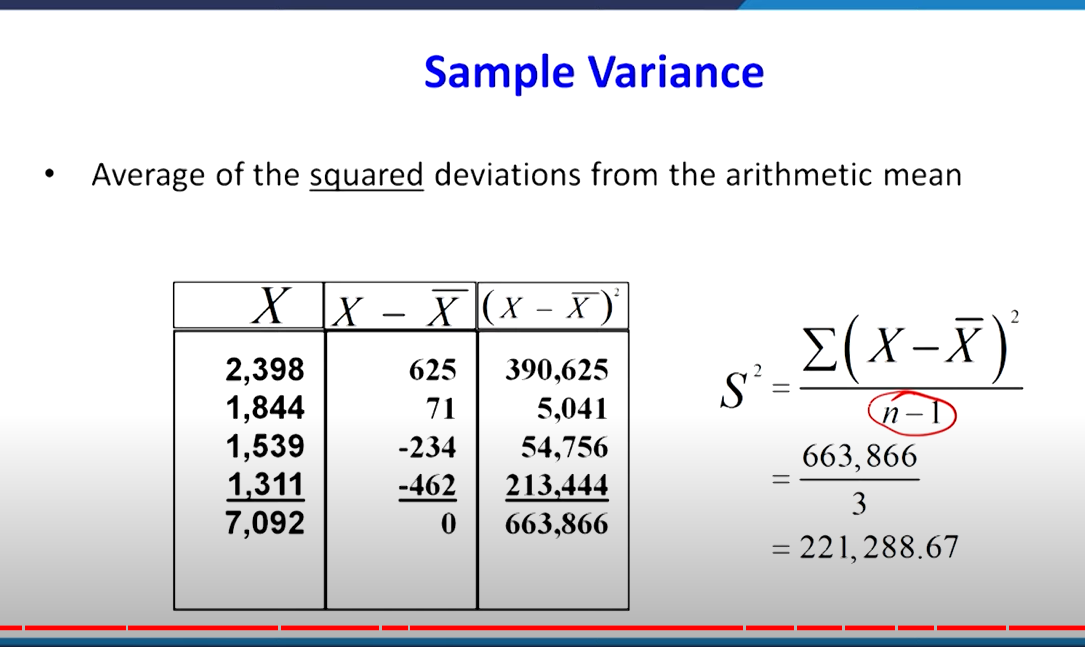 Sample Variance
• Average of the squared deviations from the arithmetic mean
X X − X̅ (X − X̅)²
2,398 625 390,625
1,844 71 5,041
1,539 -234 54,756
1,311 -462 213,444
7,092 0 663,866
S² = ∑(X − X̅)² / n − 1
= 663,866 / 3
= 221,288.67